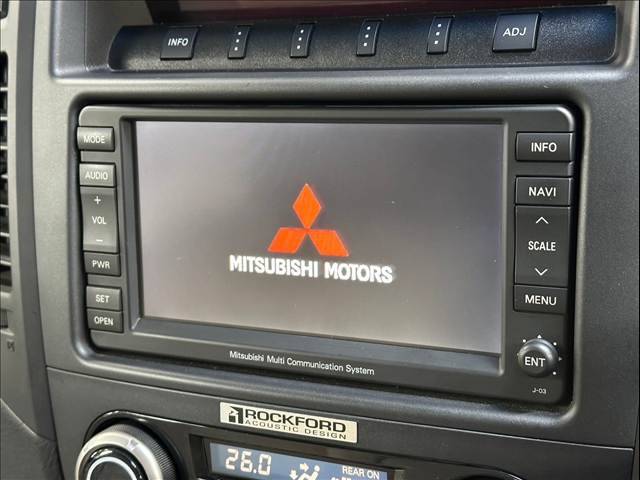 INFO
ADJ
MODE
AUDIO
+
VOL
−
PWR
SET
OPEN
MITSUBISHI MOTORS
Mitsubishi Multi Communication System
INFO
NAVI
SCALE
MENU
ENT
J-03
ROCKFORD
ACOUSTIC DESIGN
26.0
REAR ON